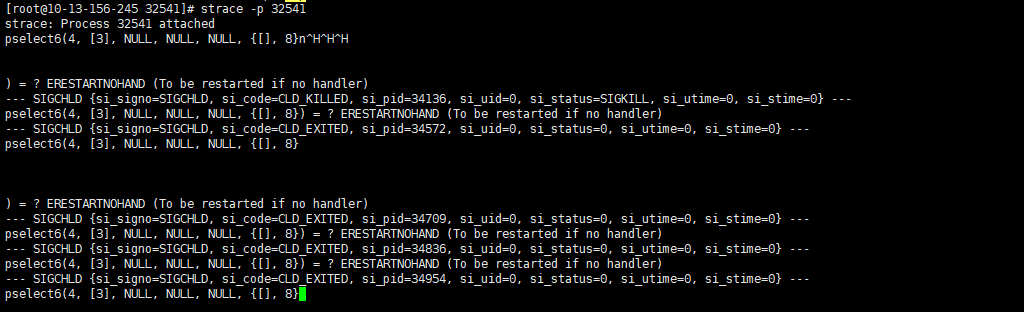 [root@10-13-156-245 32541]# strace -p 32541
strace: Process 32541 attached
pselect6(4, [3], NULL, NULL, NULL, {[], 8}n^H^H^H
) = ? ERESTARTNOHAND (To be restarted if no handler)
--- SIGCHLD {si_signo=SIGCHLD, si_code=CLD_KILLED, si_pid=34136, si_uid=0, si_status=SIGKILL, si_utime=0, si_stime=0} ---
pselect6(4, [3], NULL, NULL, NULL, {[], 8}) = ? ERESTARTNOHAND (To be restarted if no handler)
--- SIGCHLD {si_signo=SIGCHLD, si_code=CLD_EXITED, si_pid=34572, si_uid=0, si_status=0, si_utime=0, si_stime=0} ---
pselect6(4, [3], NULL, NULL, NULL, {[], 8}
) = ? ERESTARTNOHAND (To be restarted if no handler)
--- SIGCHLD {si_signo=SIGCHLD, si_code=CLD_EXITED, si_pid=34709, si_uid=0, si_status=0, si_utime=0, si_stime=0} ---
pselect6(4, [3], NULL, NULL, NULL, {[], 8}) = ? ERESTARTNOHAND (To be restarted if no handler)
--- SIGCHLD {si_signo=SIGCHLD, si_code=CLD_EXITED, si_pid=34836, si_uid=0, si_status=0, si_utime=0, si_stime=0} ---
pselect6(4, [3], NULL, NULL, NULL, {[], 8}) = ? ERESTARTNOHAND (To be restarted if no handler)
--- SIGCHLD {si_signo=SIGCHLD, si_code=CLD_EXITED, si_pid=34954, si_uid=0, si_status=0, si_utime=0, si_stime=0} ---
pselect6(4, [3], NULL, NULL, NULL, {[], 8}